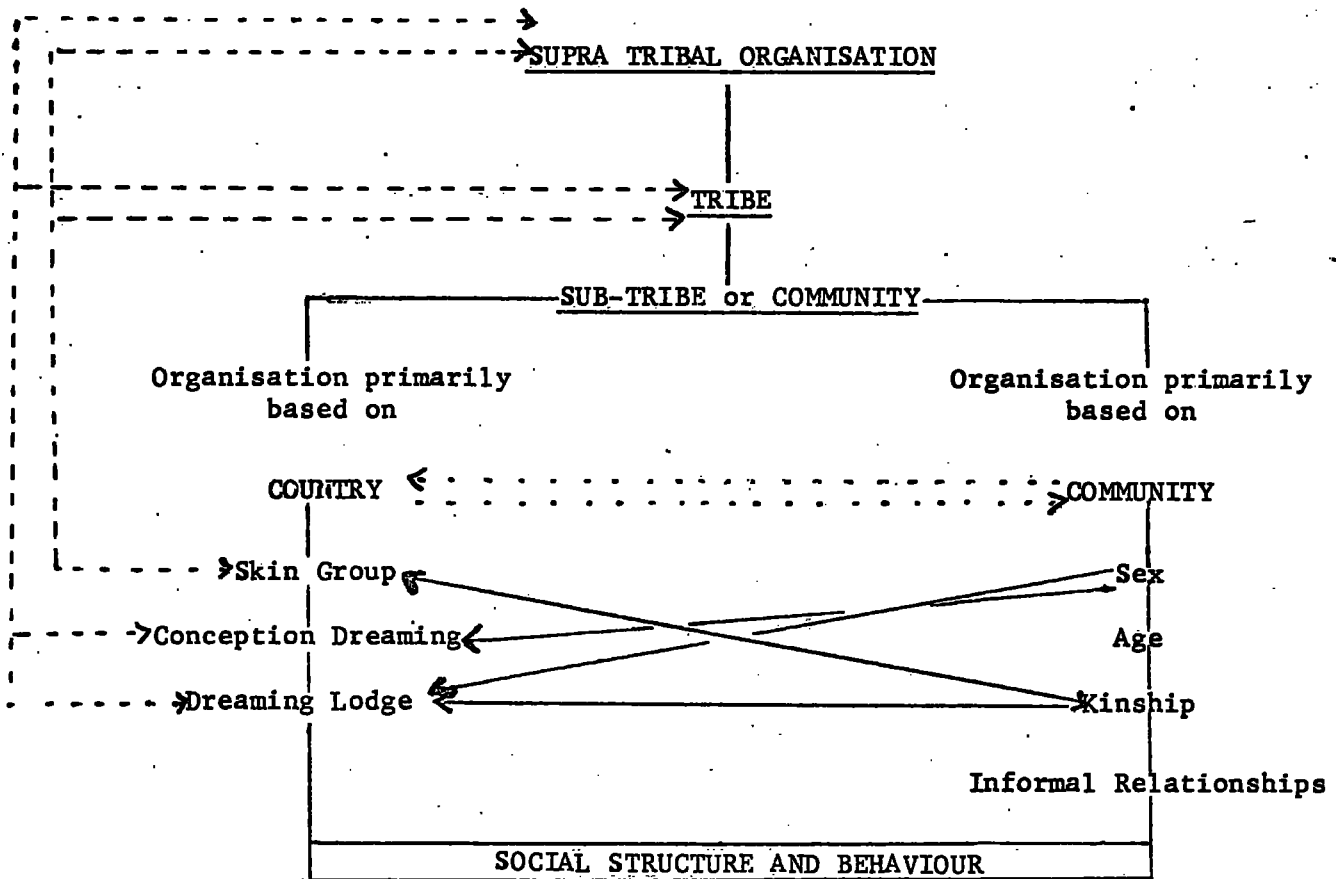 SUPRA TRIBAL ORGANISATION
TRIBE
SUB-TRIBE or COMMUNITY
Organisation primarily
based on
Organisation primarily
based on
COUNTRY
COMMUNITY
Skin Group
Sex
Conception Dreaming
Age
Dreaming Lodge
Kinship
Informal Relationships
SOCIAL STRUCTURE AND BEHAVIOUR